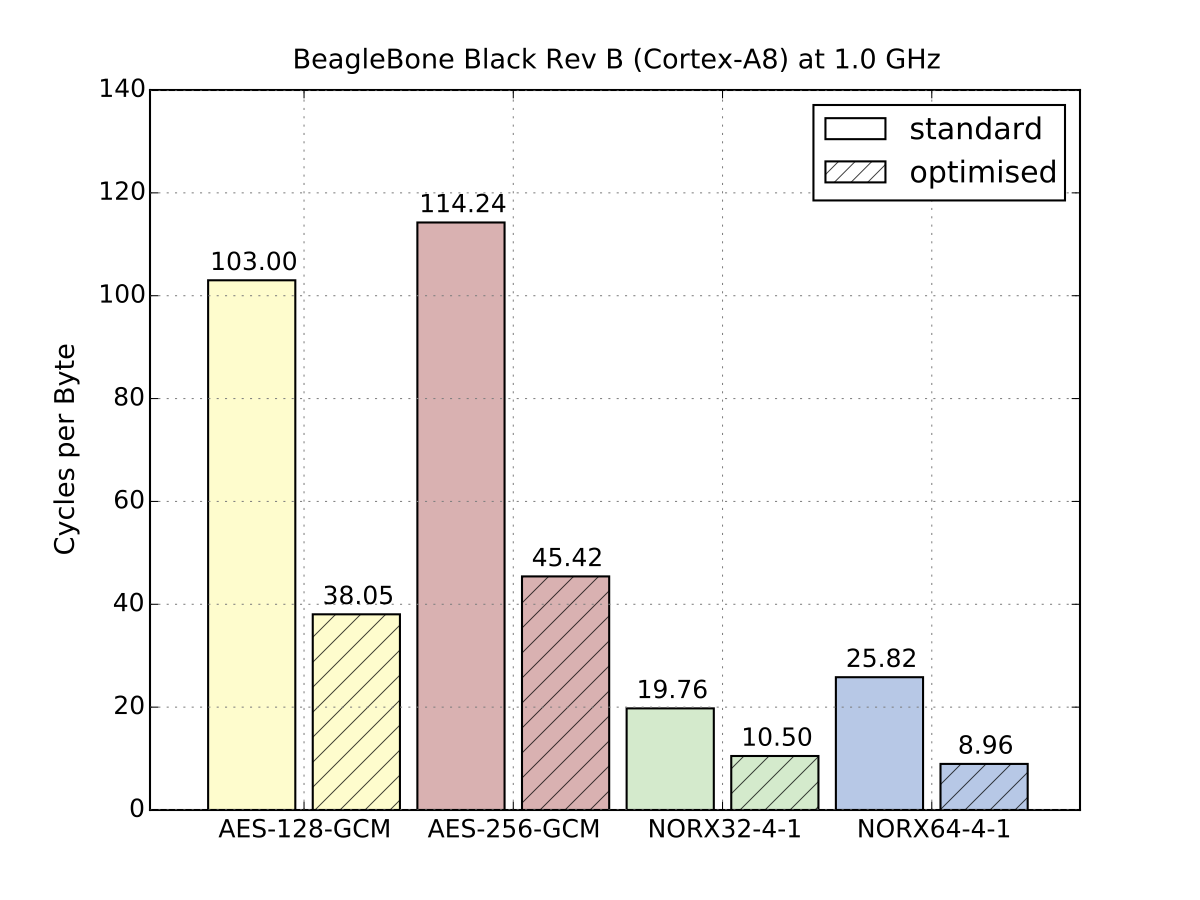 BeagleBone Black Rev B (Cortex-A8) at 1.0 GHz
140
120
100
80
60
40
20
0
Cycles per Byte
standard
optimised
103.00
38.05
114.24
45.42
19.76
10.50
25.82
8.96
AES-128-GCM
AES-256-GCM
NORX32-4-1
NORX64-4-1